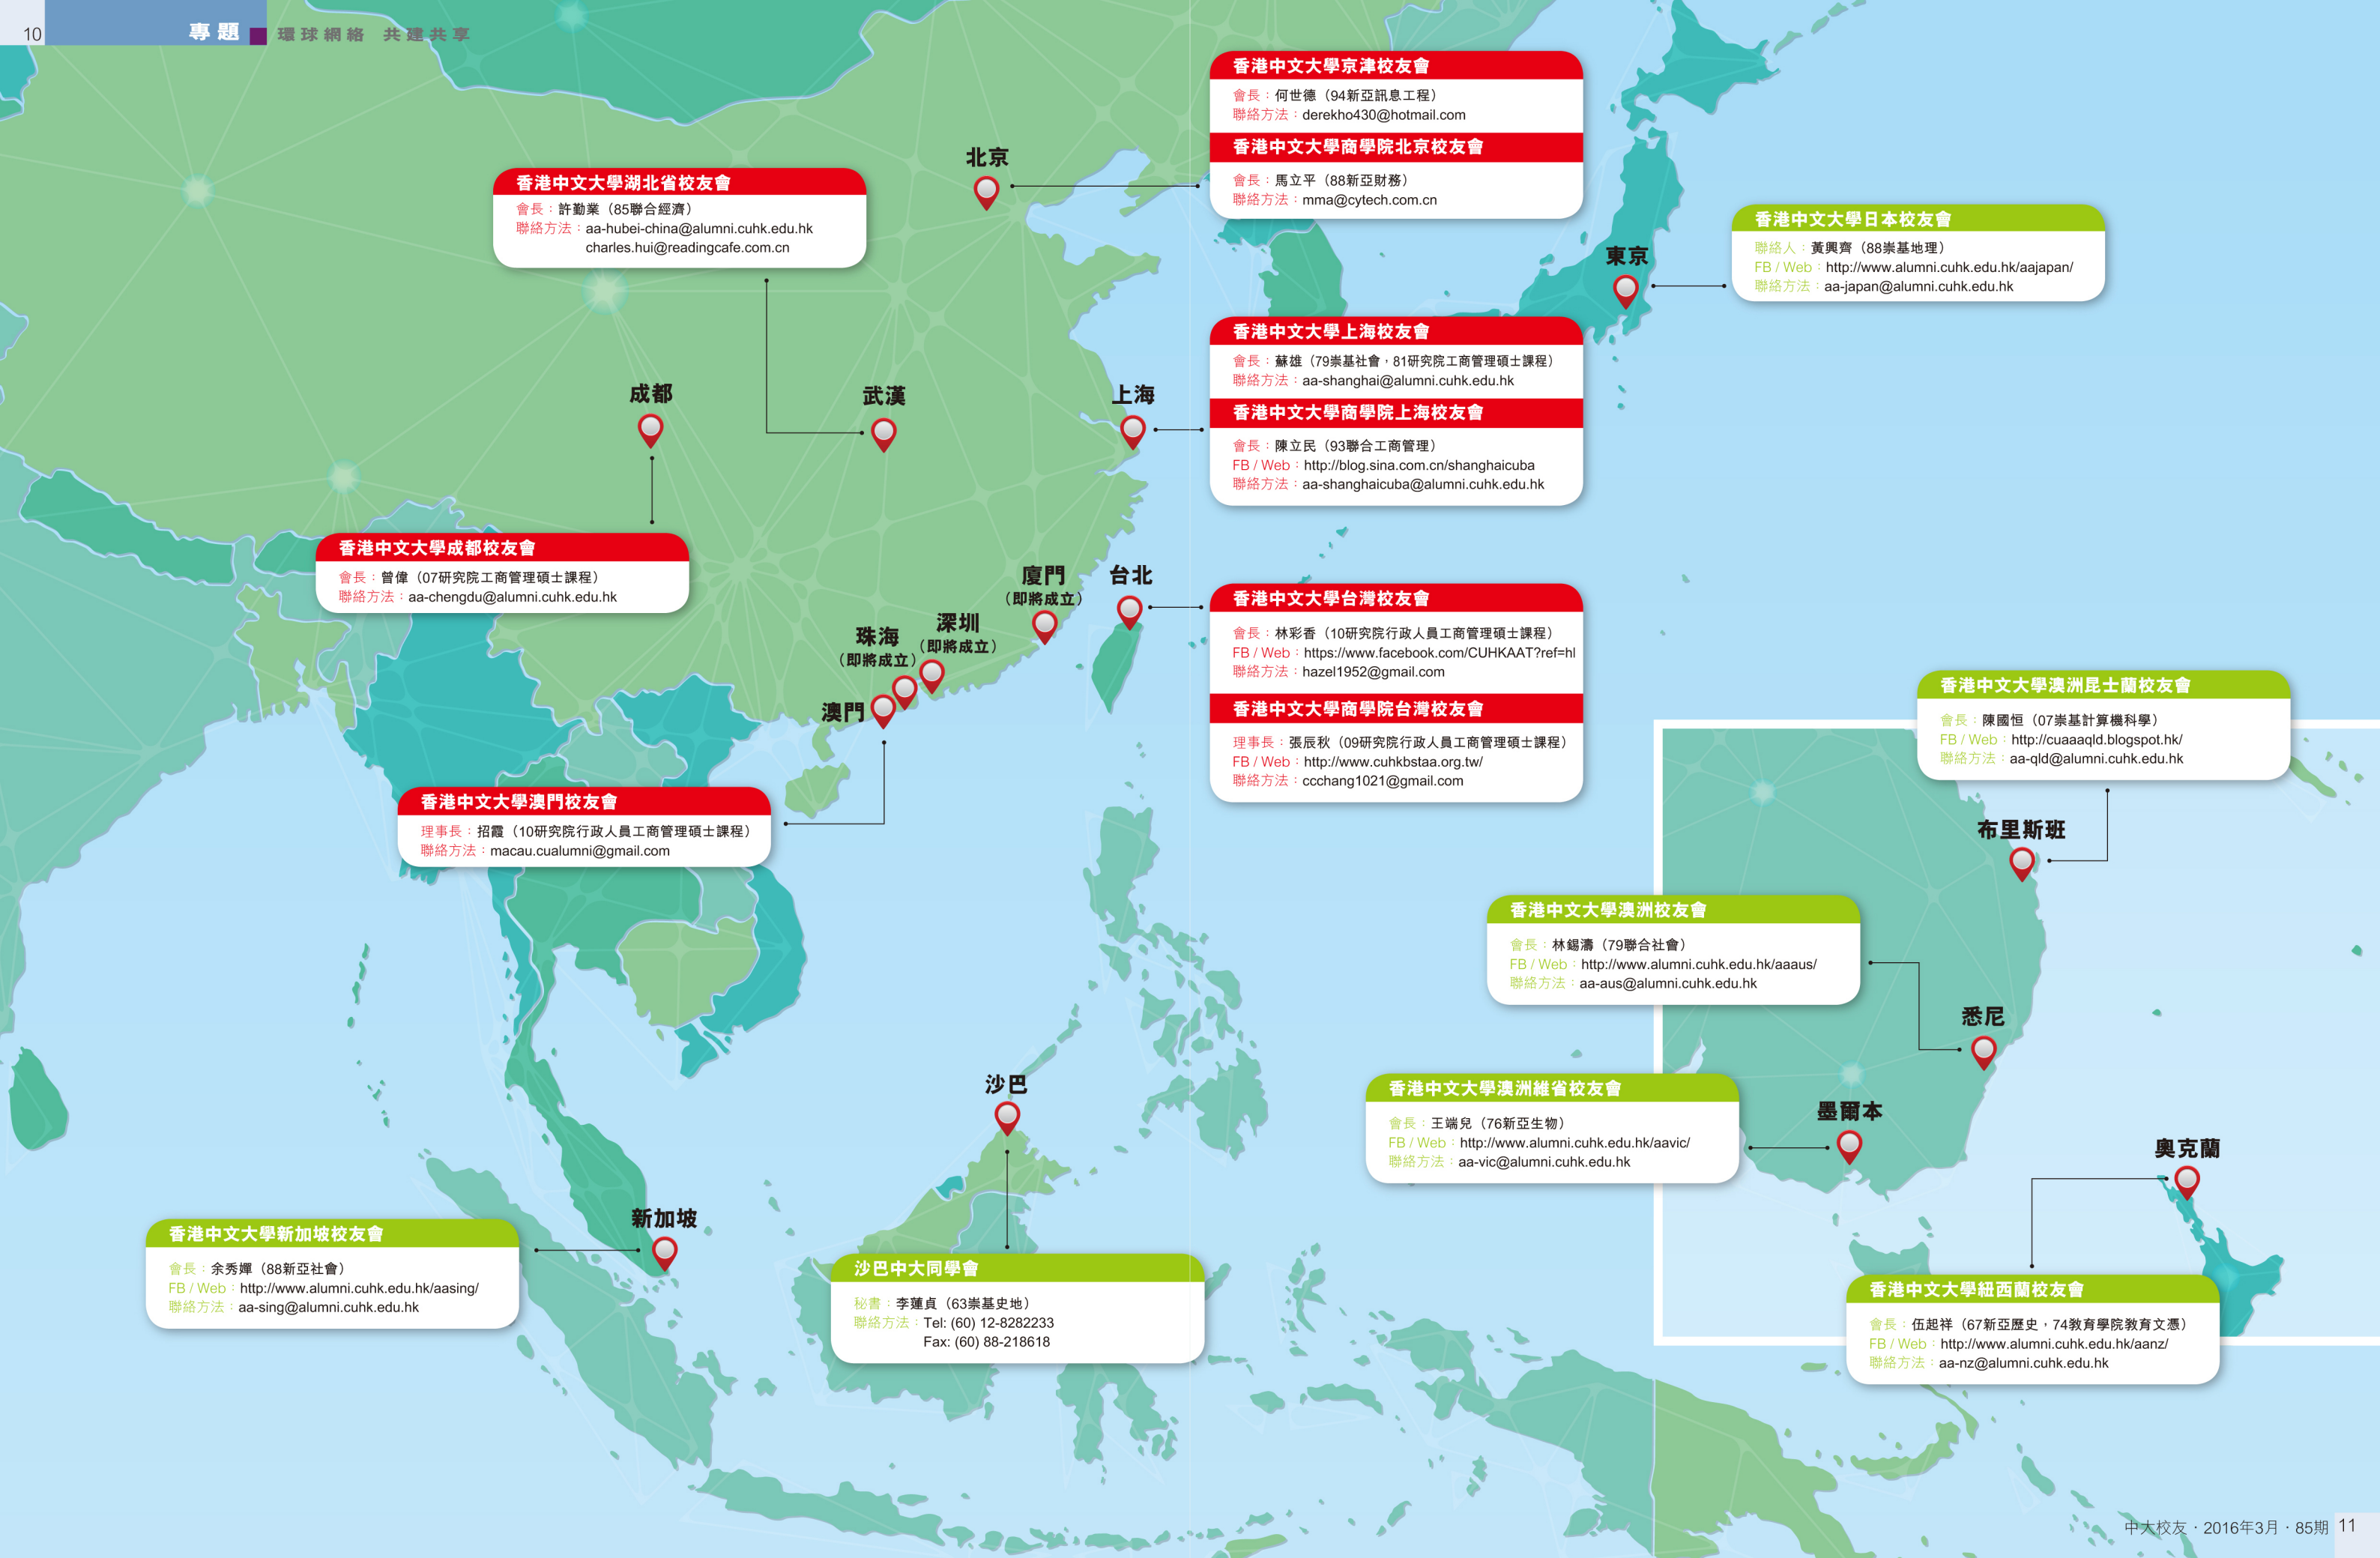 10
專題 環球網絡 共建共享
北京
香港中文大學京津校友會
會長：何世德（94新亞訊息工程）
聯絡方法：derekho430@hotmail.com
香港中文大學商學院北京校友會
會長：馬立平（88新亞財務）
聯絡方法：mma@cytech.com.cn
香港中文大學湖北省校友會
會長：許勤業（85聯合經濟）
聯絡方法：aa-hubei-china@alumni.cuhk.edu.hk
charles.hui@readingcafe.com.cn
東京
香港中文大學日本校友會
聯絡人：黃興齊（88崇基地理）
FB / Web：http://www.alumni.cuhk.edu.hk/aajapan/
聯絡方法：aa-japan@alumni.cuhk.edu.hk
成都
武漢
上海
香港中文大學上海校友會
會長：蘇雄（79崇基社會，81研究院工商管理碩士課程）
聯絡方法：aa-shanghai@alumni.cuhk.edu.hk
香港中文大學商學院上海校友會
會長：陳立民（93聯合工商管理）
FB / Web：http://blog.sina.com.cn/shanghaicuba
聯絡方法：aa-shanghaicuba@alumni.cuhk.edu.hk
香港中文大學成都校友會
會長：曾偉（07研究院工商管理碩士課程）
聯絡方法：aa-chengdu@alumni.cuhk.edu.hk
廈門
（即將成立）
台北
深圳
（即將成立）
珠海
（即將成立）
澳門
香港中文大學台灣校友會
會長：林彩香（10研究院行政人員工商管理碩士課程）
FB / Web：https://www.facebook.com/CUHKAAT?ref=hl
聯絡方法：hazel1952@gmail.com
香港中文大學商學院台灣校友會
理事長：張辰秋（09研究院行政人員工商管理碩士課程）
FB / Web：http://www.cuhkbstaa.org.tw/
聯絡方法：ccchang1021@gmail.com
香港中文大學澳門校友會
理事長：招霞（10研究院行政人員工商管理碩士課程）
聯絡方法：macau.cualumni@gmail.com
香港中文大學澳洲昆士蘭校友會
會長：陳國恒（07崇基計算機科學）
FB / Web：http://cuaaaqld.blogspot.hk/
聯絡方法：aa-qld@alumni.cuhk.edu.hk
布里斯班
香港中文大學澳洲校友會
會長：林錫濤（79聯合社會）
FB / Web：http://www.alumni.cuhk.edu.hk/aaaus/
聯絡方法：aa-aus@alumni.cuhk.edu.hk
悉尼
香港中文大學澳洲維省校友會
會長：王端兒（76新亞生物）
FB / Web：http://www.alumni.cuhk.edu.hk/aavic/
聯絡方法：aa-vic@alumni.cuhk.edu.hk
墨爾本
奧克蘭
沙巴
新加坡
香港中文大學新加坡校友會
會長：余秀嬋（88新亞社會）
FB / Web：http://www.alumni.cuhk.edu.hk/aasing/
聯絡方法：aa-sing@alumni.cuhk.edu.hk
沙巴中大同學會
秘書：李蓮貞（63崇基史地）
聯絡方法：Tel: (60) 12-8282233
Fax: (60) 88-218618
香港中文大學紐西蘭校友會
會長：伍起祥（67新亞歷史，74教育學院教育文憑）
FB / Web：http://www.alumni.cuhk.edu.hk/aanz/
聯絡方法：aa-nz@alumni.cuhk.edu.hk
中大校友‧2016年3月‧85期 11